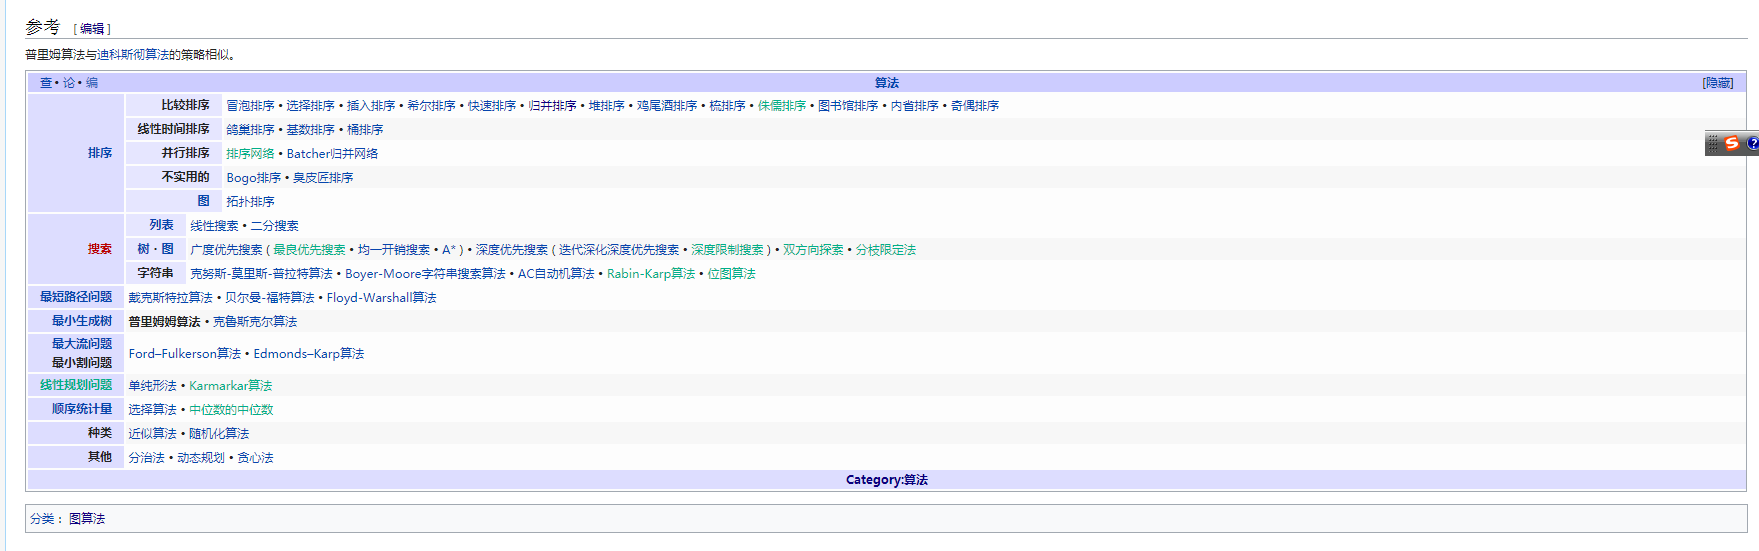 参考 [编辑]
普里姆算法与迪科斯彻算法的策略相似。
查 • 论 • 编 算法 [隐藏]
排序
比较排序 冒泡排序 • 选择排序 • 插入排序 • 希尔排序 • 快速排序 • 归并排序 • 堆排序 • 鸡尾酒排序 • 梳排序 • 侏儒排序 • 图书馆排序 • 内省排序 • 奇偶排序
线性时间排序 鸽巢排序 • 基数排序 • 桶排序
并行排序 排序网络 • Batcher归并网络
不实用的 Bogo排序 • 臭皮匠排序
图 拓扑排序
搜索
列表 线性搜索 • 二分搜索
树・图 广度优先搜索 ( 最良优先搜索 • 均一开销搜索 • A* ) • 深度优先搜索 ( 迭代深化深度优先搜索 • 深度限制搜索 ) • 双方向探索 • 分枝限定法
字符串 克努斯-莫里斯-普拉特算法 • Boyer-Moore字符串搜索算法 • AC自动机算法 • Rabin-Karp算法 • 位图算法
最短路径问题 戴克斯特拉算法 • 贝尔曼-福特算法 • Floyd-Warshall算法
最小生成树 普里姆姆算法 • 克鲁斯克尔算法
最大流问题
最小割问题
Ford–Fulkerson算法 • Edmonds–Karp算法
线性规划问题 单纯形法 • Karmarkar算法
顺序统计量 选择算法 • 中位数的中位数
种类 近似算法 • 随机化算法
其他 分治法 • 动态规划 • 贪心法
Category:算法
分类： 图算法